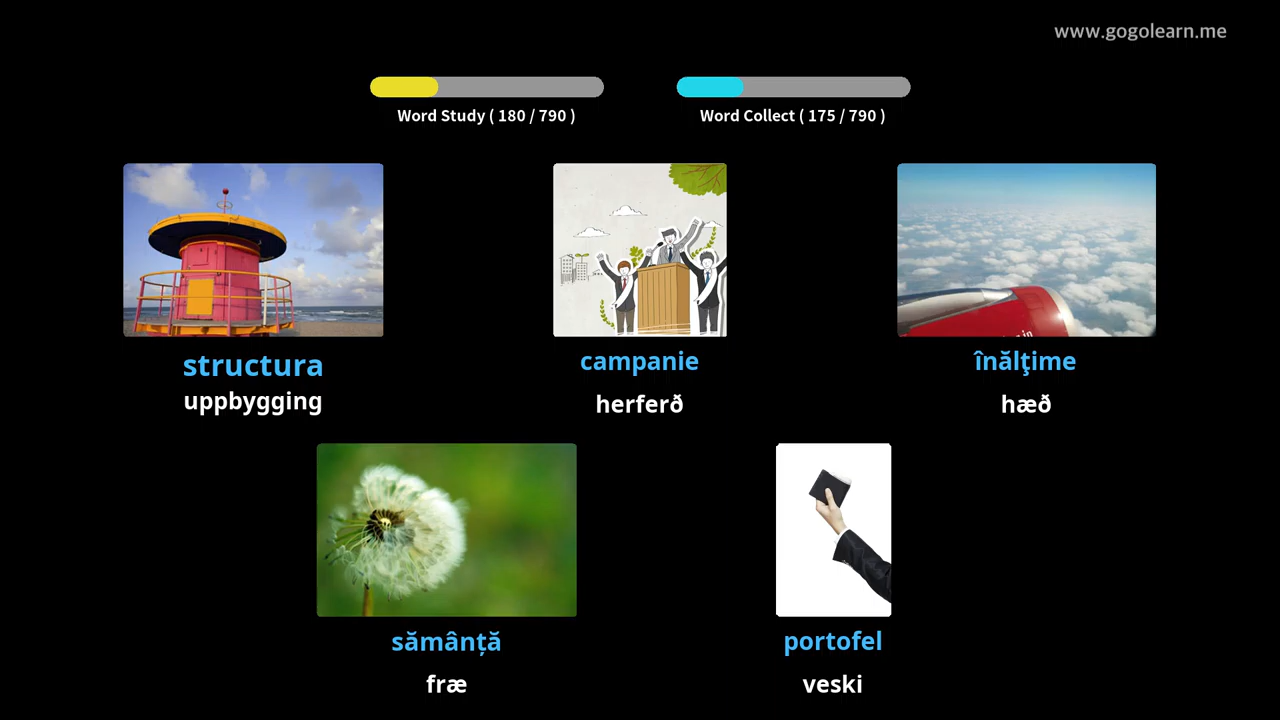 www.gogolearn.me
Word Study ( 180 / 790 )
Word Collect ( 175 / 790 )
structura
uppbygging
campanie
herferð
înălţime
hæð
sămânță
fræ
portofel
veski